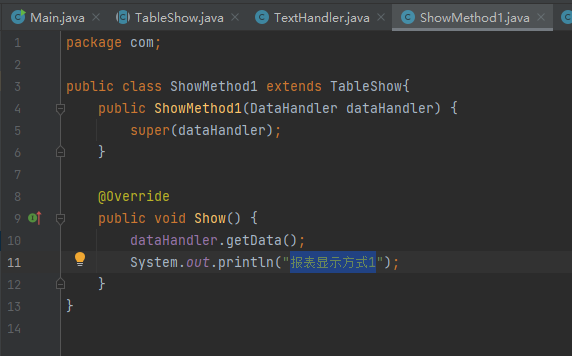 Main.java
TableShow.java
TextHandler.java
ShowMethod1.java
1 package com;
2
3 public class ShowMethod1 extends TableShow{
4 public ShowMethod1(DataHandler dataHandler) {
5 super(dataHandler);
6 }
7
8 @Override
9 public void Show() {
10 dataHandler.getData();
11 System.out.println("报表显示方式1");
12 }
13 }
14